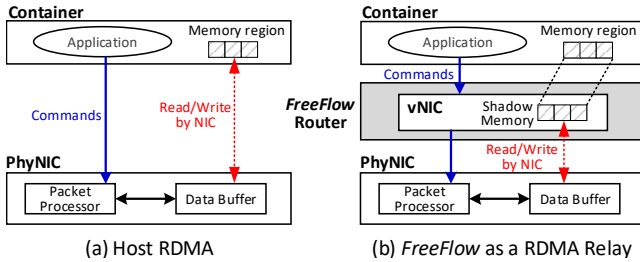 Container
Application
Memory region
Commands
Read/Write
by NIC
PhyNIC
Packet
Processor
Data Buffer
(a) Host RDMA
Container
Application
Memory region
Commands
FreeFlow
Router
vNIC
Shadow
Memory
Read/Write
by NIC
PhyNIC
Packet
Processor
Data Buffer
(b) FreeFlow as a RDMA Relay